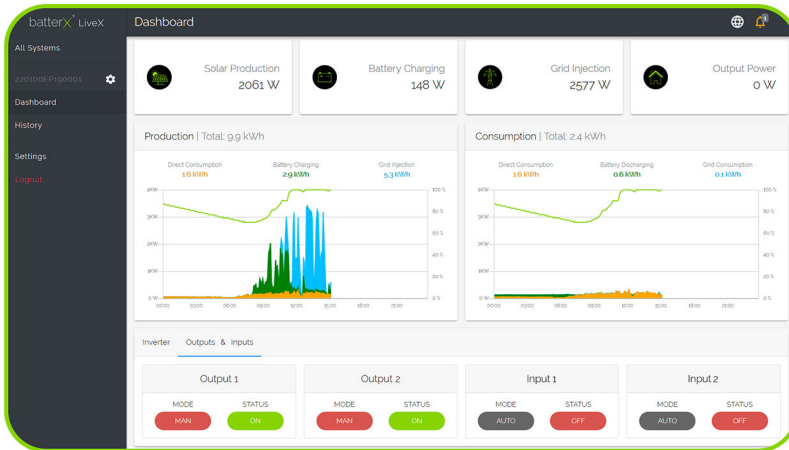 batterX LiveX
Dashboard
1
All Systems
220100EP190001
Dashboard
History
Settings
Logout
Solar Production
2061 W
Battery Charging
148 W
Grid Injection
2577 W
Output Power
0 W
Production | Total: 9.9 kWh
Direct Consumption
1.6 kWh
Battery Charging
2.9 kWh
Grid Injection
5.3 kWh
4KW
3KW
2KW
1KW
0 W
100 %
80 %
60 %
40 %
20 %
0 %
00:00 03:00 06:00 09:00 12:00 15:00 18:00 21:00
Consumption | Total: 2.4 kWh
Direct Consumption
1.6 kWh
Battery Discharging
0.6 kWh
Grid Consumption
0.1 kWh
4KW
3KW
2KW
1KW
0 W
100 %
80 %
60 %
40 %
20 %
0 %
00:00 03:00 06:00 09:00 12:00 15:00 18:00 21:00
Inverter Outputs & Inputs
Output 1
MODE STATUS
MAN ON
Output 2
MODE STATUS
MAN ON
Input 1
MODE STATUS
AUTO OFF
Input 2
MODE STATUS
AUTO OFF